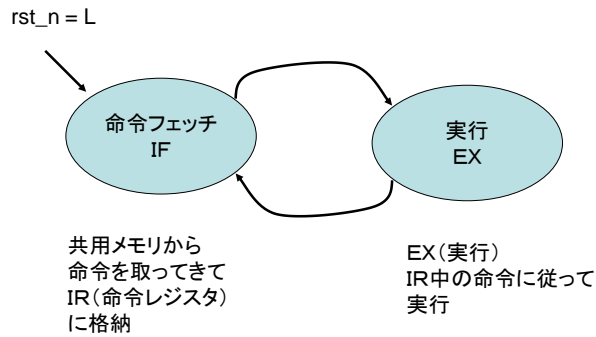 rst_n = L
命令フェッチ
IF
実行
EX
共用メモリから
命令を取ってきて
IR(命令レジスタ)
に格納
EX(実行)
IR中の命令に従って
実行